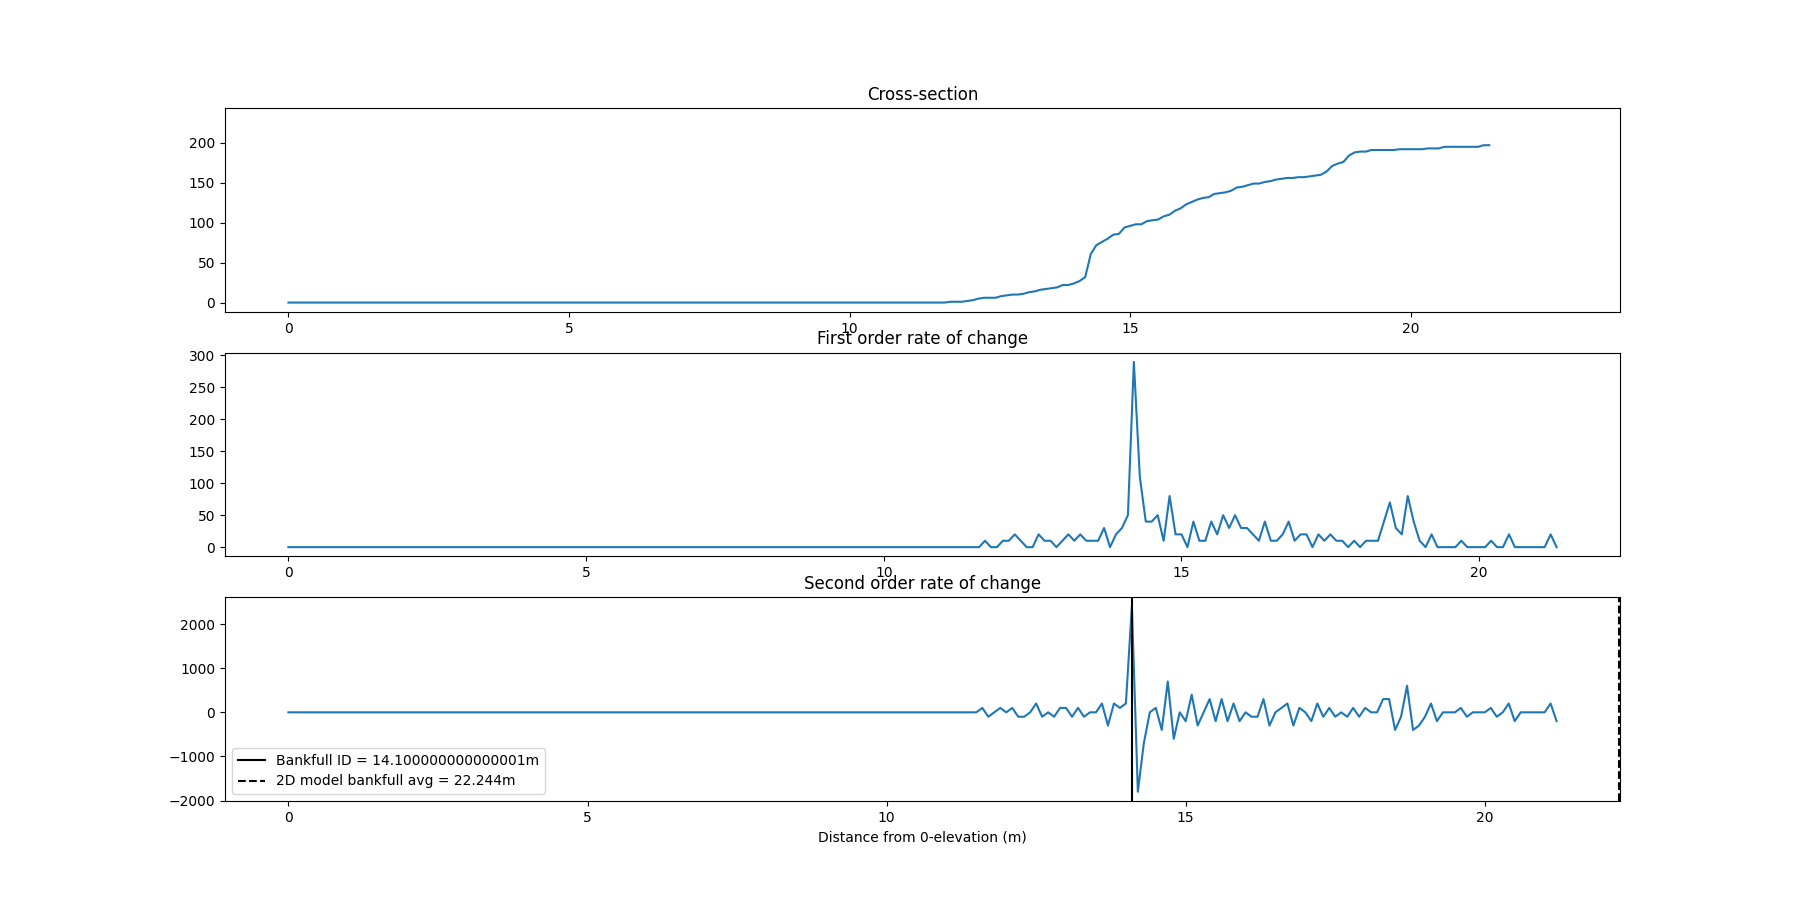 Cross-section
200
150
100
50
0
0 5 10 15 20
First order rate of change
300
250
200
150
100
50
0
0 5 10 15 20
Second order rate of change
2000
1000
0
−1000
−2000
Bankfull ID = 14.100000000000001m
2D model bankfull avg = 22.244m
0 5 10 15 20
Distance from 0-elevation (m)